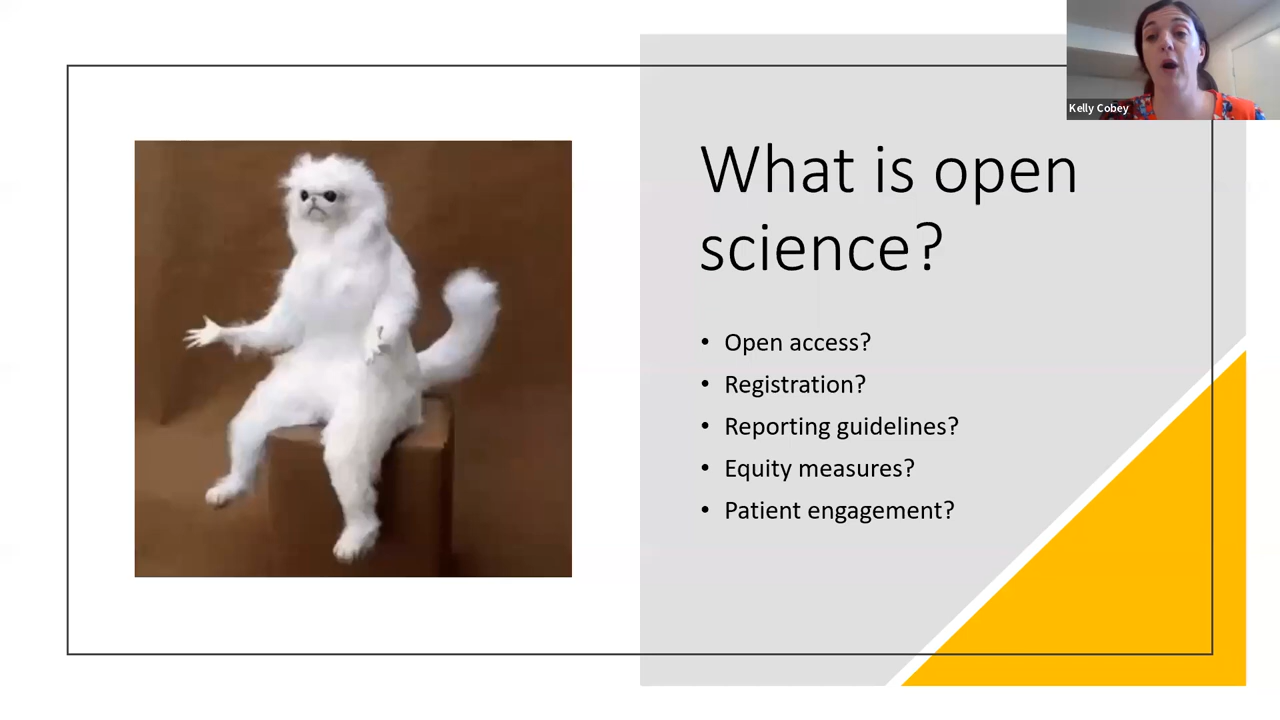 Kelly Cobey
What is open
science?
• Open access?
• Registration?
• Reporting guidelines?
• Equity measures?
• Patient engagement?